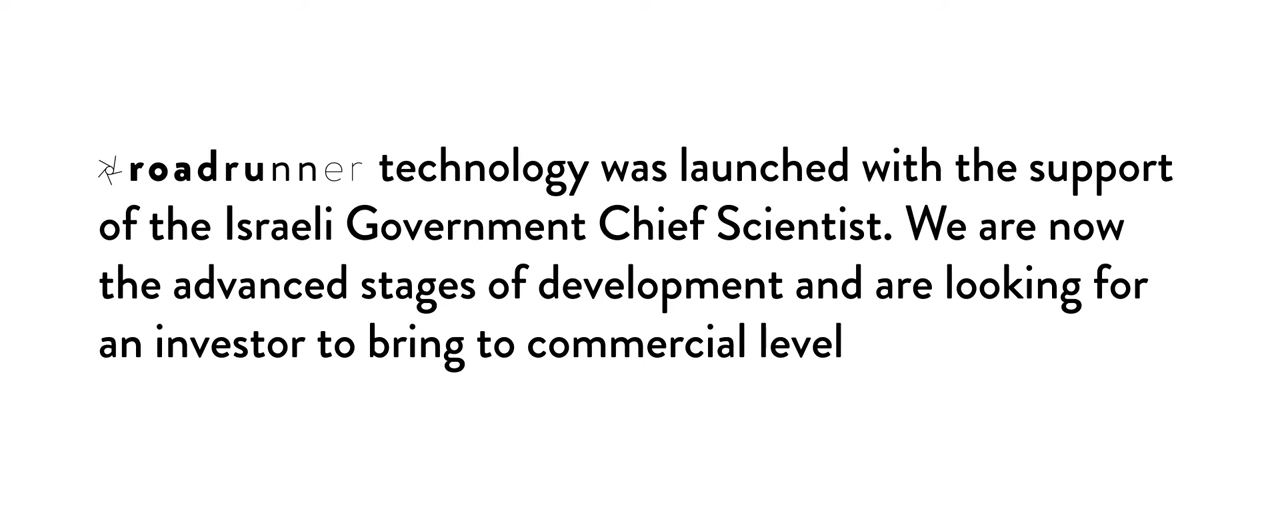 roadrunner technology was launched with the support
of the Israeli Government Chief Scientist. We are now
the advanced stages of development and are looking for
an investor to bring to commercial level